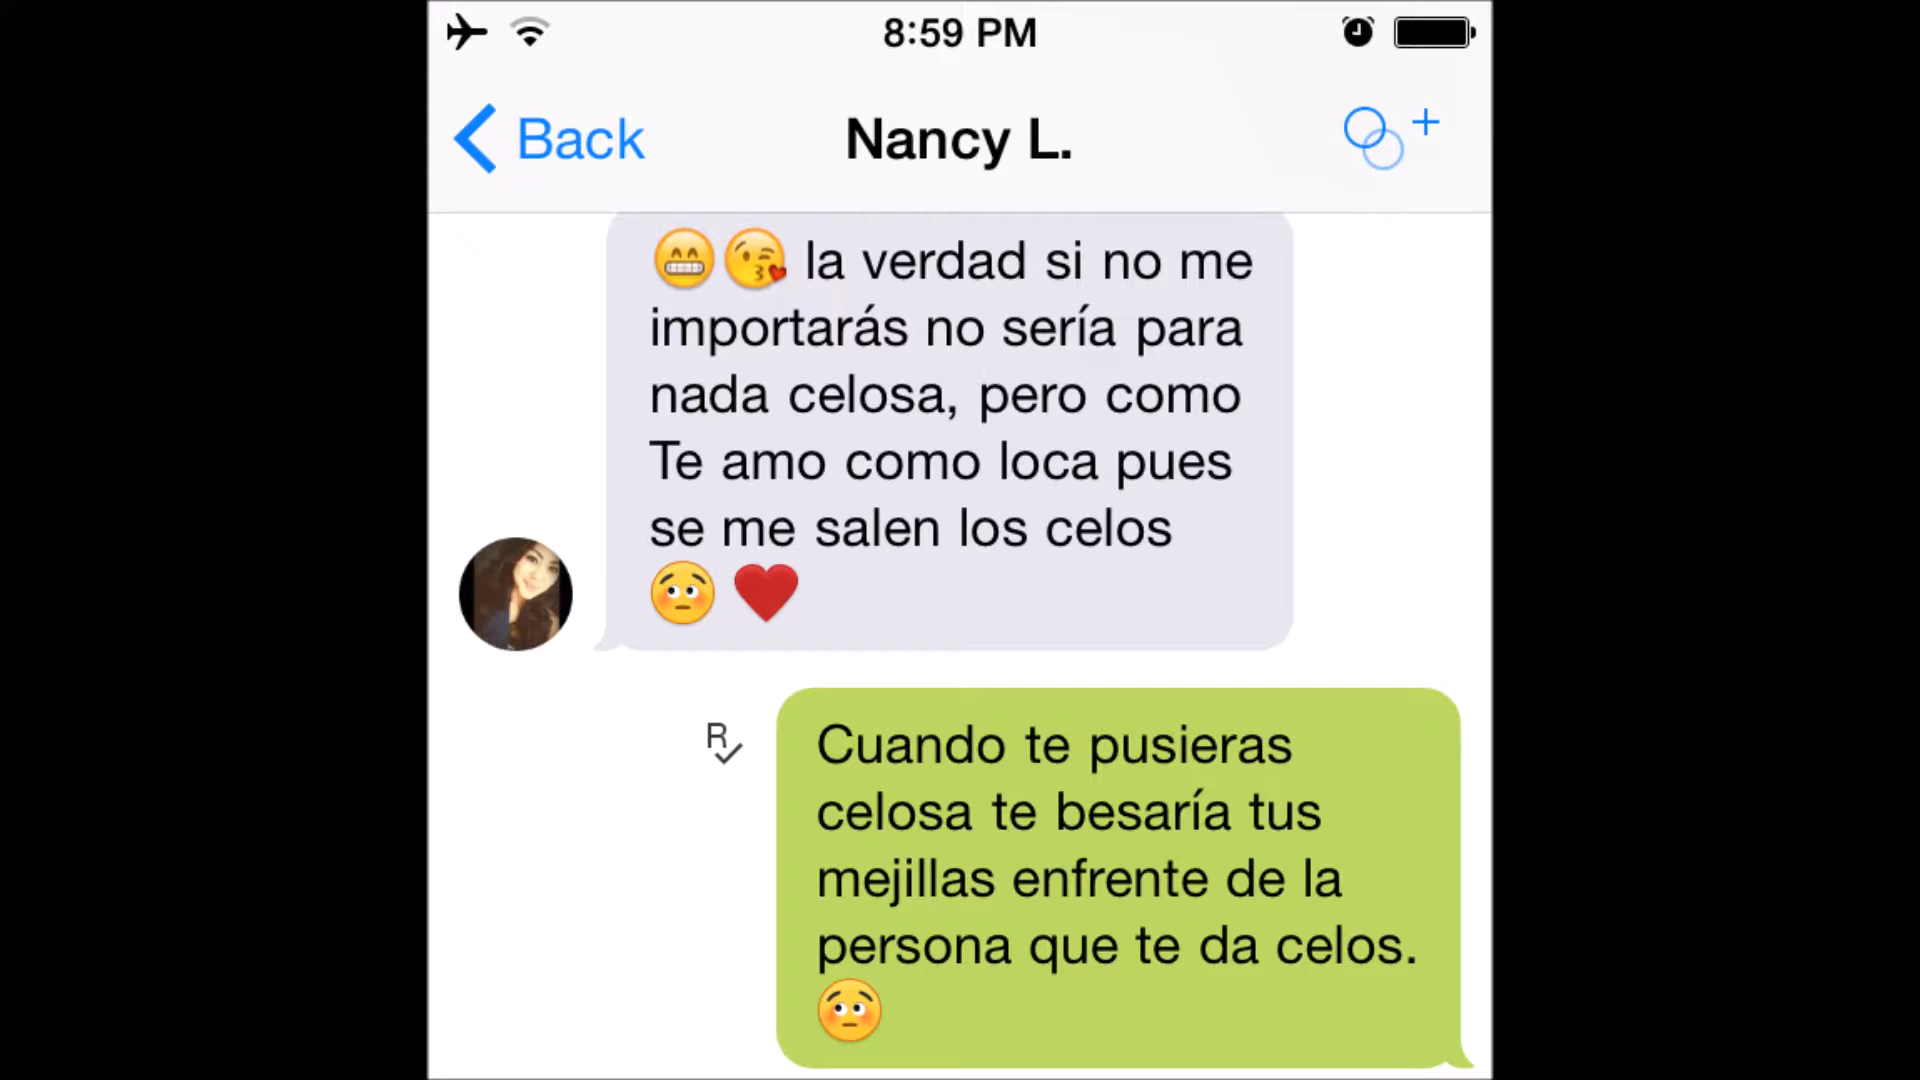 8:59 PM
Back
Nancy L.
😁😘 la verdad si no me
importarás no sería para
nada celosa, pero como
Te amo como loca pues
se me salen los celos
😳 ❤️
R
Cuando te pusieras
celosa te besaría tus
mejillas enfrente de la
persona que te da celos.
😳